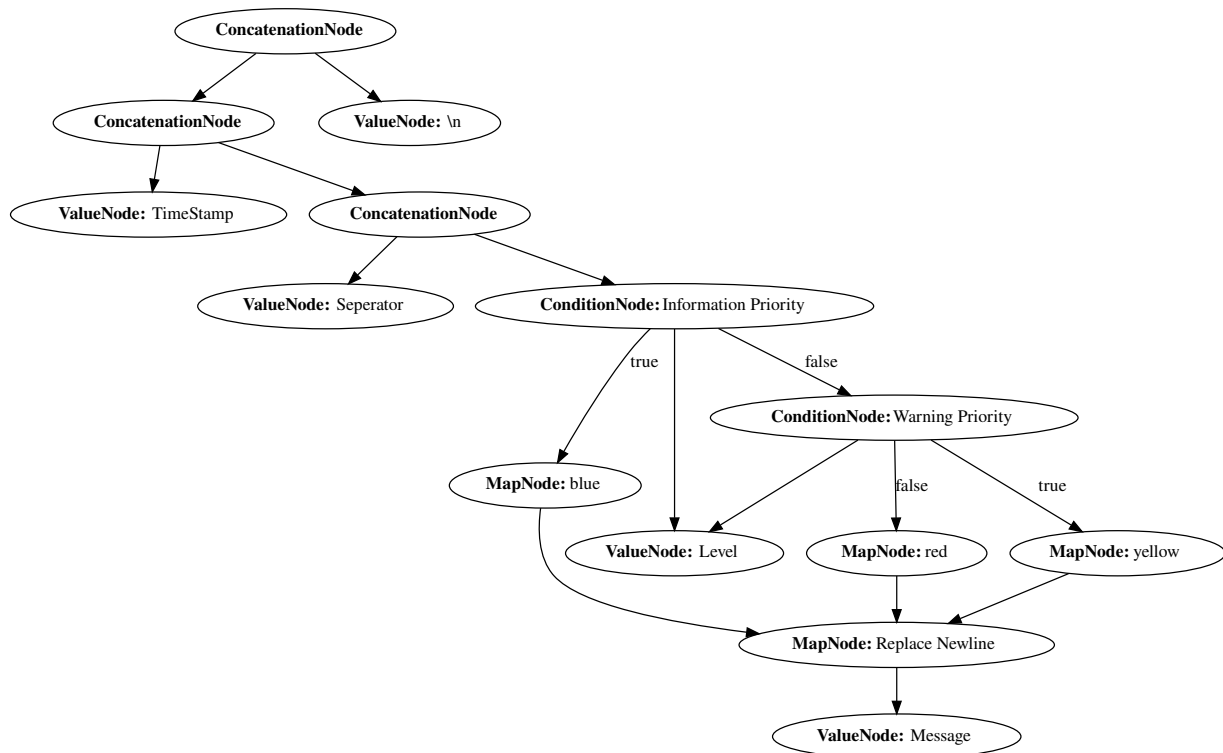 ConcatenationNode
ConcatenationNode
ValueNode: \n
ValueNode: TimeStamp
ConcatenationNode
ValueNode: Seperator
ConditionNode: Information Priority
true
false
ConditionNode: Warning Priority
MapNode: blue
false
true
ValueNode: Level
MapNode: red
MapNode: yellow
MapNode: Replace Newline
ValueNode: Message